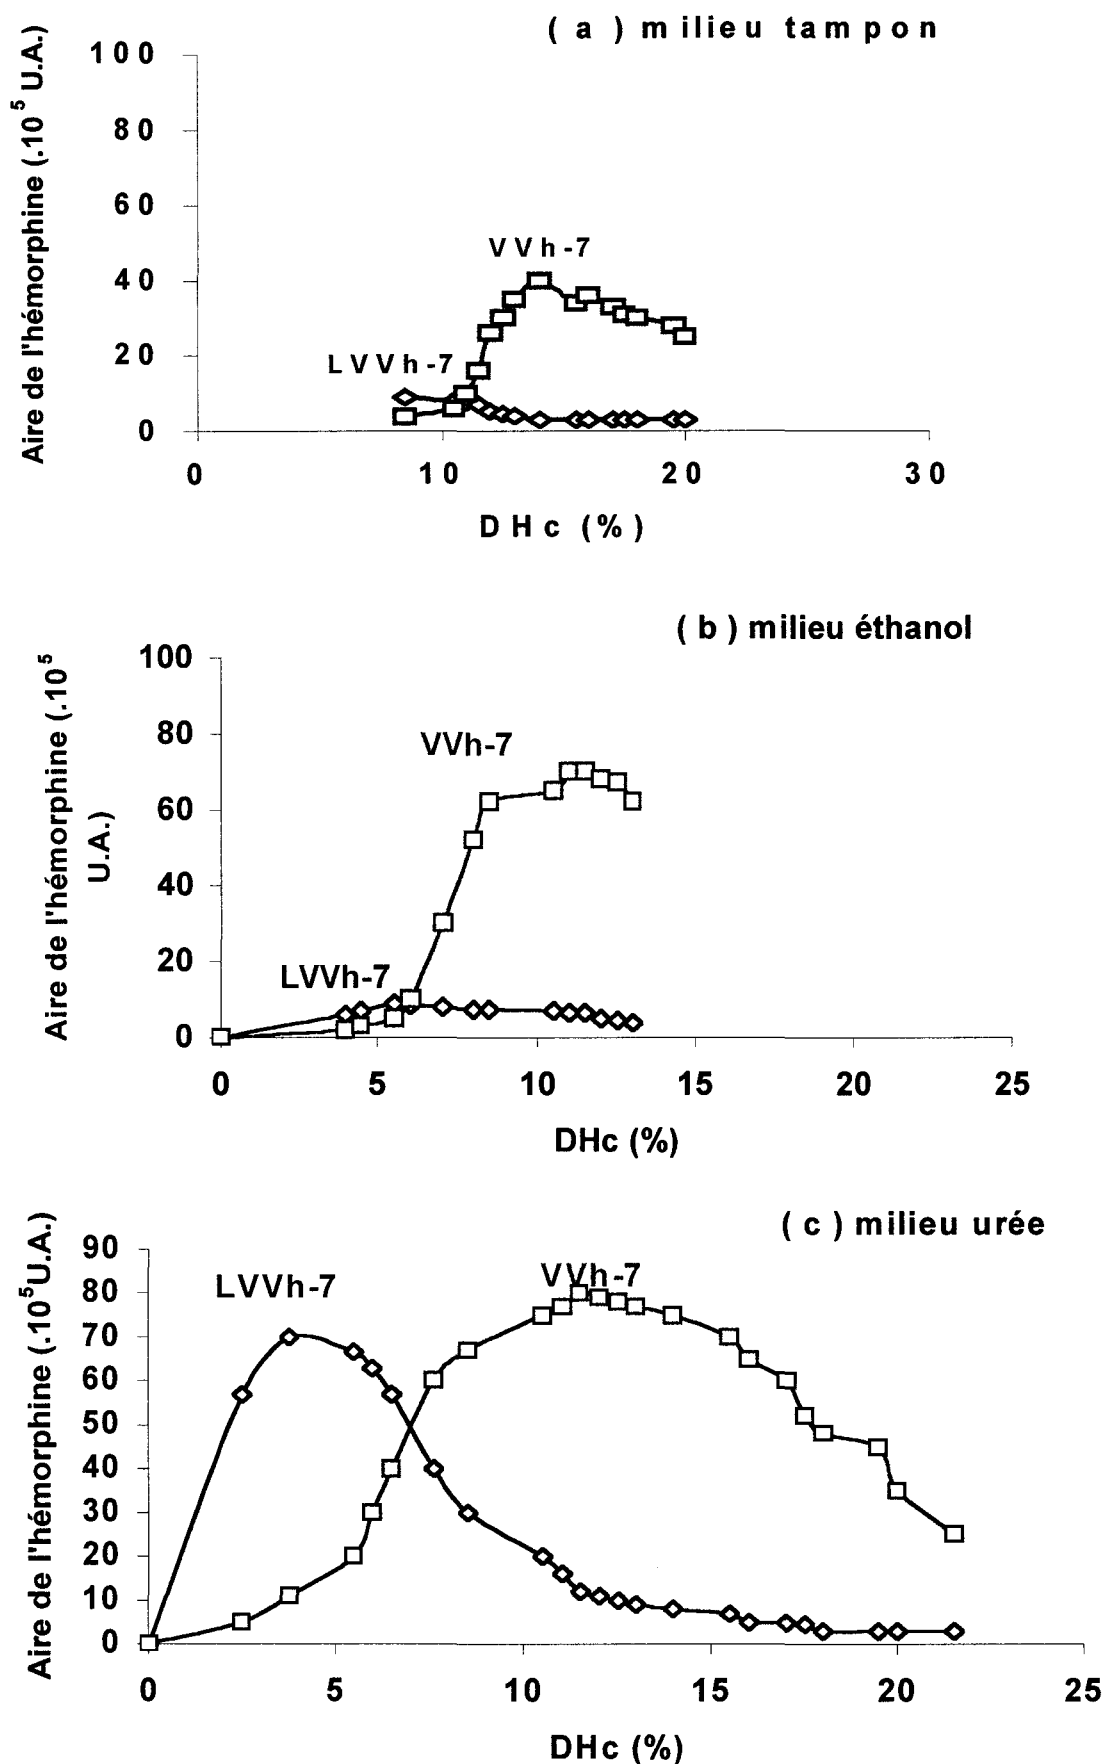 ( a ) milieu tampon
Aire de l'hémorphine (.10⁵ U.A.)
100
80
60
40
20
0
VVh-7
LVVh-7
0 10 20 30
DHc (%)
( b ) milieu éthanol
Aire de l'hémorphine (.10⁵
U.A.)
100
80
60
40
20
0
VVh-7
LVVh-7
0 5 10 15 20 25
DHc (%)
( c ) milieu urée
Aire de l'hémorphine (.10⁵U.A.)
90
80
70
60
50
40
30
20
10
0
LVVh-7
VVh-7
0 5 10 15 20 25
DHc (%)